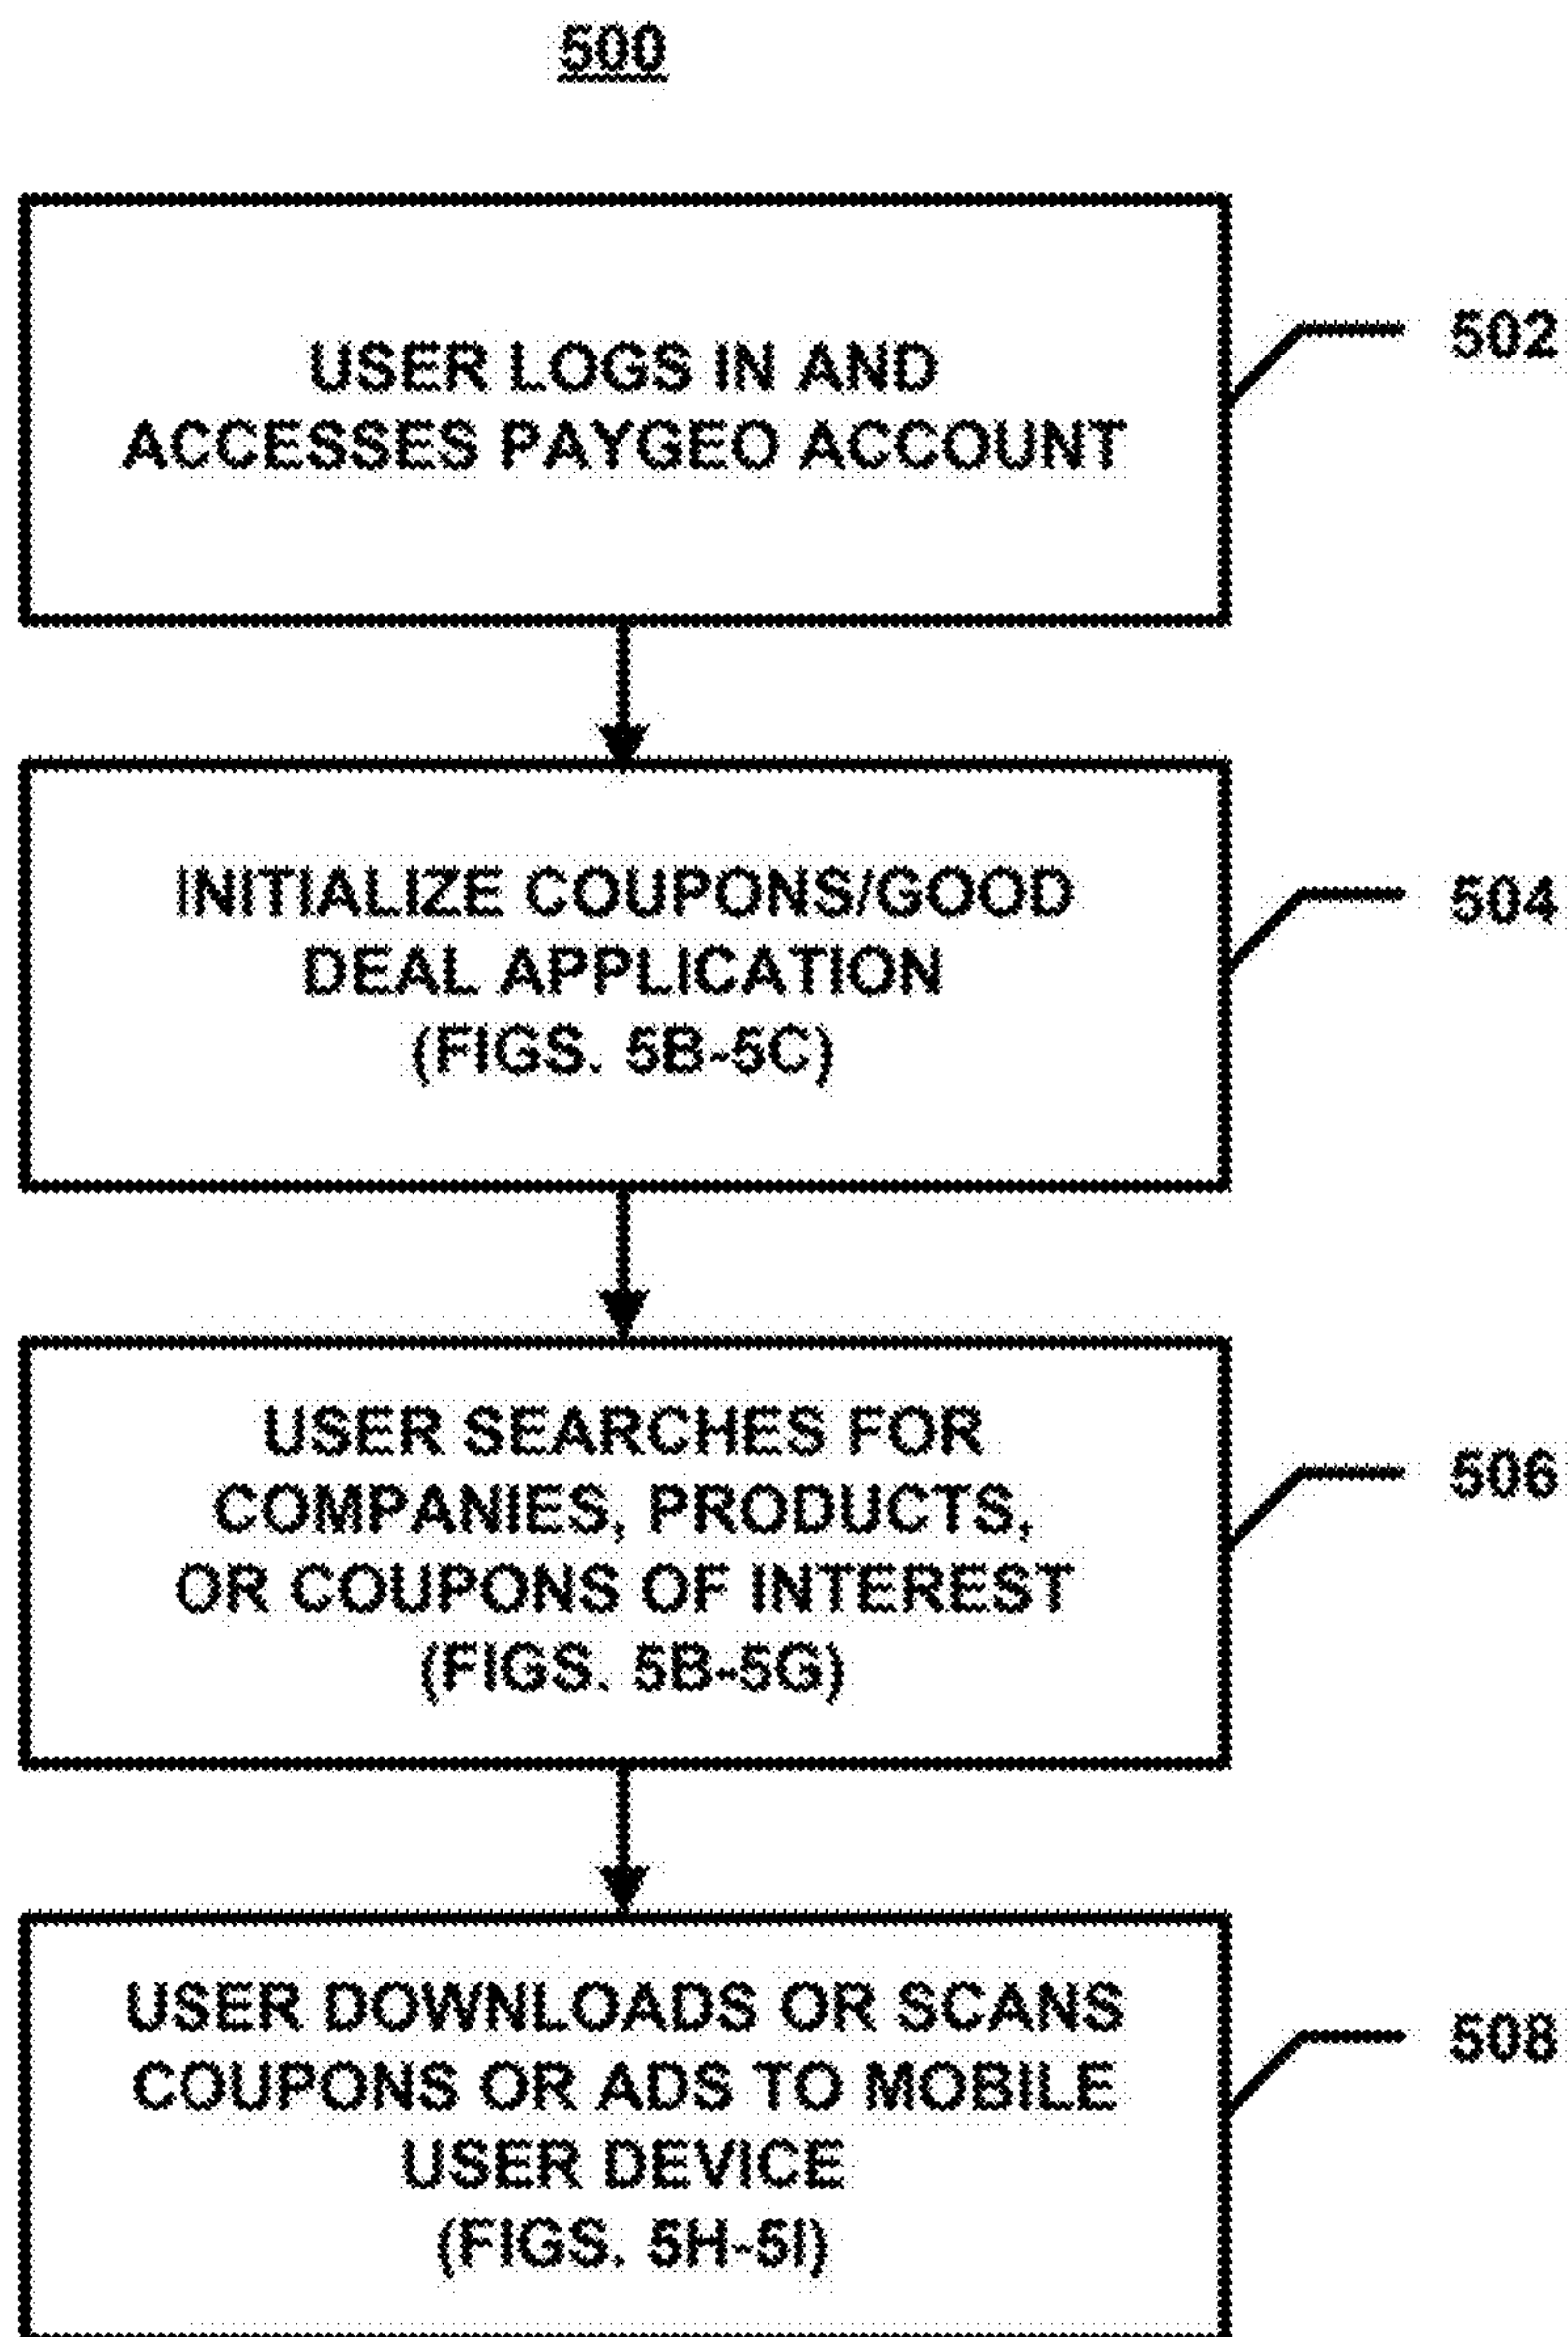 500
USER LOGS IN AND
ACCESSES PAYGEO ACCOUNT
502
INITIALIZE COUPONS/GOOD
DEAL APPLICATION
(FIGS. 5B-5C)
504
USER SEARCHES FOR
COMPANIES, PRODUCTS,
OR COUPONS OF INTEREST
(FIGS. 5B-5G)
506
USER DOWNLOADS OR SCANS
COUPONS OR ADS TO MOBILE
USER DEVICE
(FIGS. 5H-5I)
508